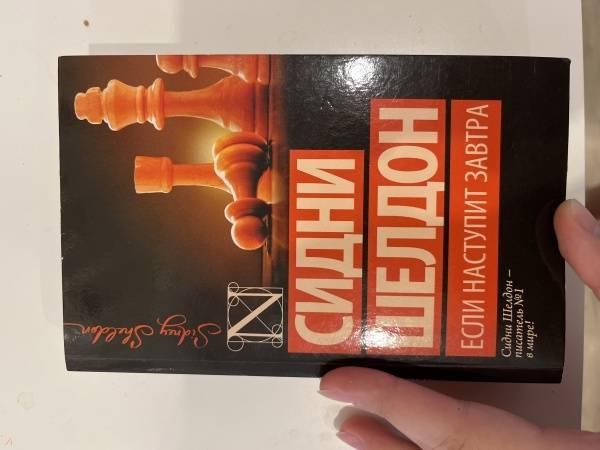 Sidney Sheldon
N
СИДНИ
ШЕЛДОН
ЕСЛИ НАСТУПИТ ЗАВТРА
Сидни Шелдон –
писатель №1
в мире!